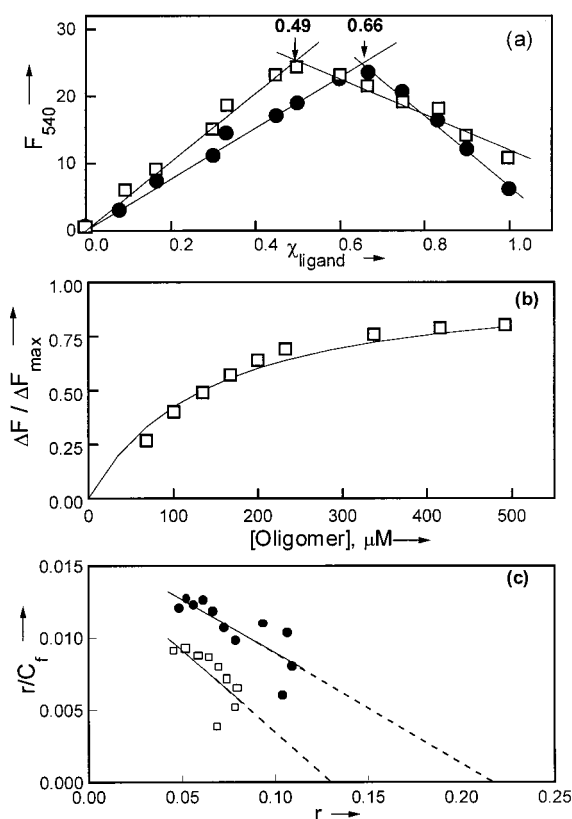 0.49 0.66
(a)
30
20
10
0
F540 →
0.0 0.2 0.4 0.6 0.8 1.0
χligand →
(b)
1.00
0.75
0.50
0.25
0.00
ΔF / ΔFmax →
0 100 200 300 400 500
[Oligomer], μM→
(c)
0.015
0.010
0.005
0.000
r/Cf →
0.00 0.05 0.10 0.15 0.20 0.25
r →